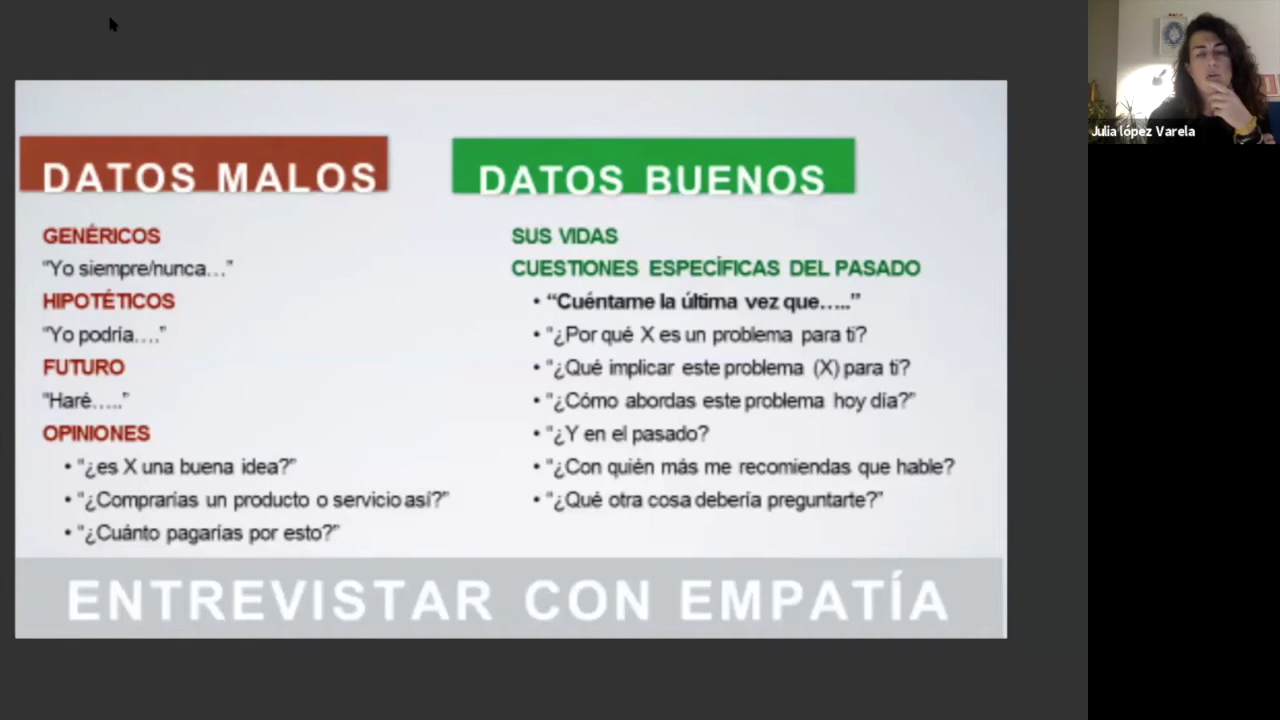 DATOS MALOS
GENÉRICOS
"Yo siempre/nunca…"
HIPOTÉTICOS
"Yo podría…."
FUTURO
"Haré….."
OPINIONES
• "¿es X una buena idea?"
• "¿Comprarías un producto o servicio así?"
• "¿Cuánto pagarías por esto?"
DATOS BUENOS
SUS VIDAS
CUESTIONES ESPECÍFICAS DEL PASADO
• "Cuéntame la última vez que….."
• "¿Por qué X es un problema para ti?
• "¿Qué implicar este problema (X) para ti?
• "¿Cómo abordas este problema hoy día?"
• "¿Y en el pasado?
• "¿Con quién más me recomiendas que hable?
• "¿Qué otra cosa debería preguntarte?"
ENTREVISTAR CON EMPATÍA
Julia lópez Varela